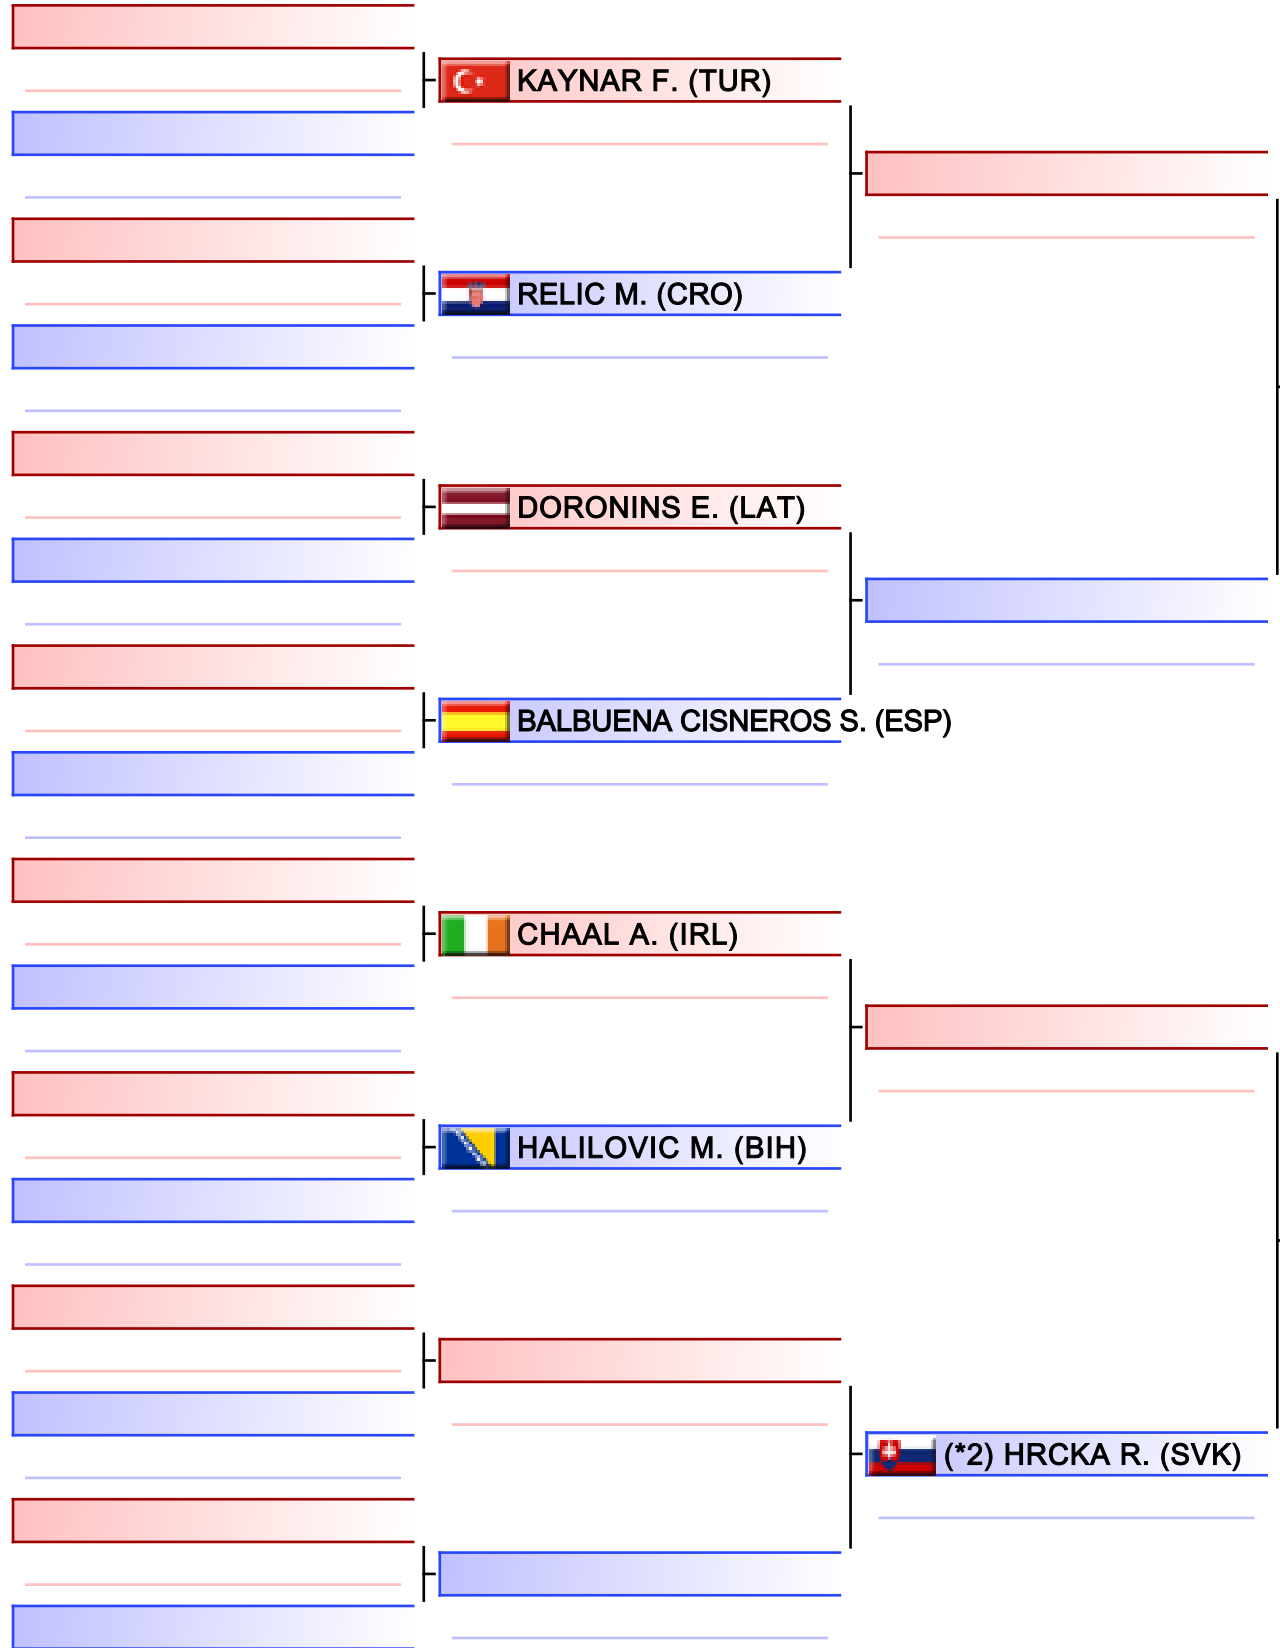 KAYNAR F. (TUR)
RELIC M. (CRO)
DORONINS E. (LAT)
BALBUENA CISNEROS S. (ESP)
CHAAL A. (IRL)
HALILOVIC M. (BIH)
(*2) HRCKA R. (SVK)